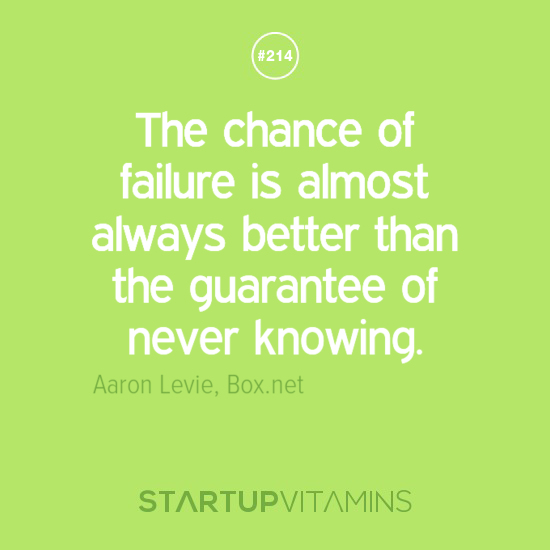 #214
The chance of
failure is almost
always better than
the guarantee of
never knowing.
Aaron Levie, Box.net
STARTUPVITAMINS